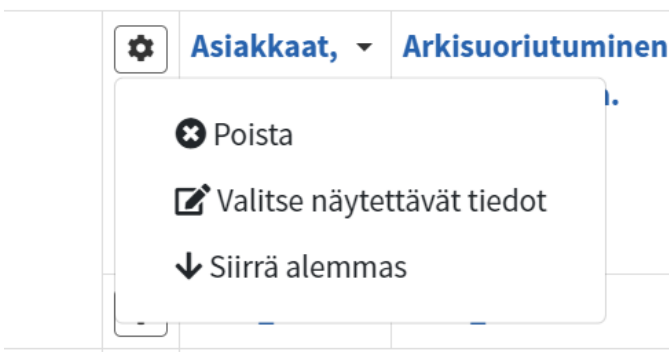 Asiakkaat, Arkisuoriutuminen
Poista
Valitse näytettävät tiedot
Siirrä alemmas